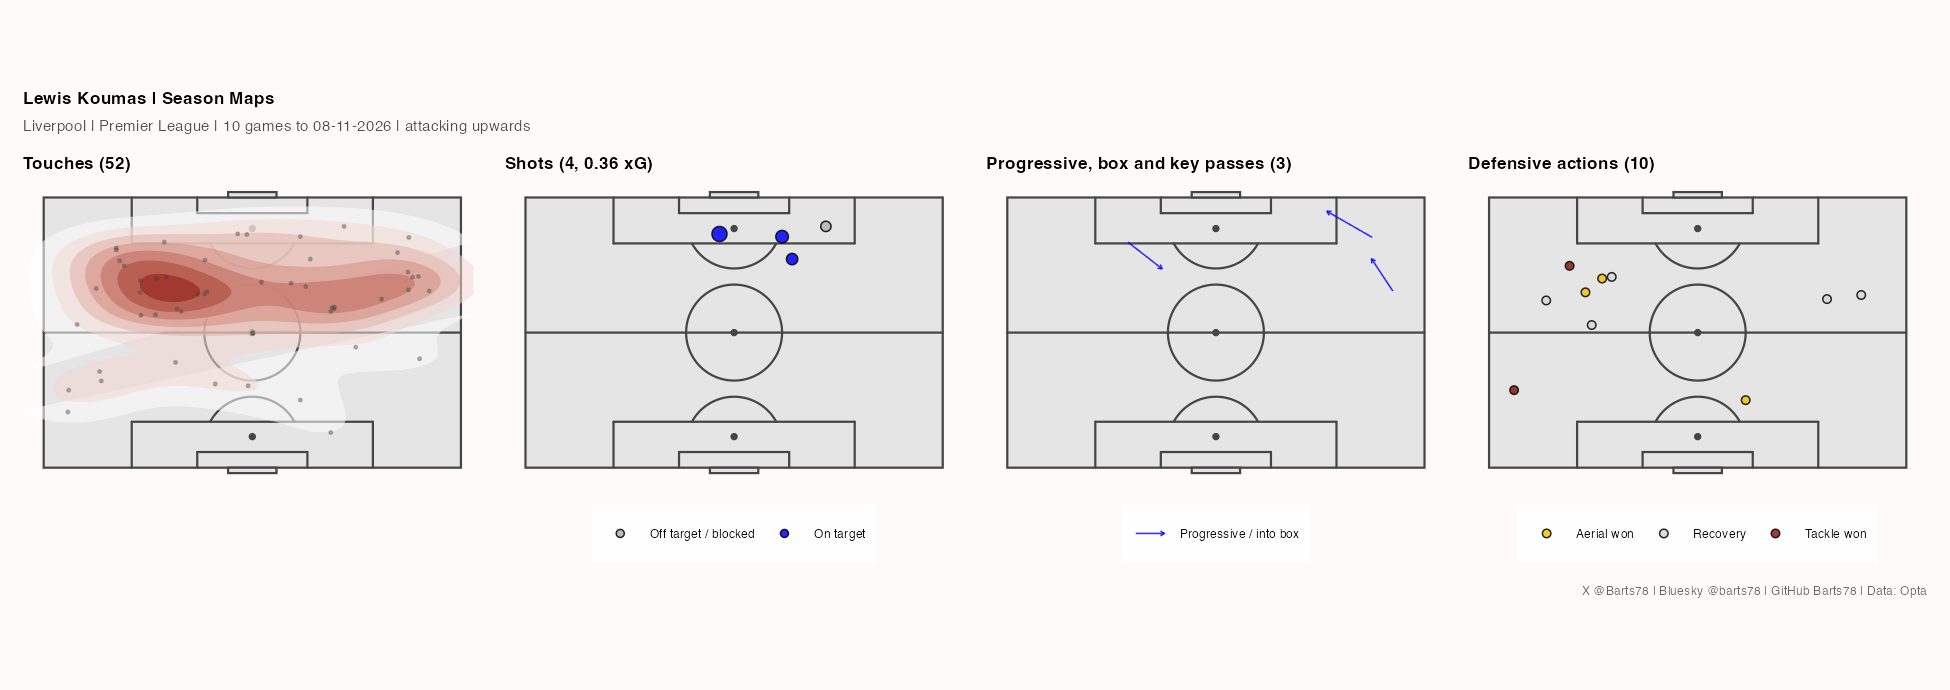 Lewis Koumas | Season Maps
Liverpool | Premier League | 10 games to 08-11-2026 | attacking upwards
Touches (52)
Shots (4, 0.36 xG)
Progressive, box and key passes (3)
Defensive actions (10)
Off target / blocked
On target
Progressive / into box
Aerial won
Recovery
Tackle won
X @Barts78 | Bluesky @barts78 | GitHub Barts78 | Data: Opta